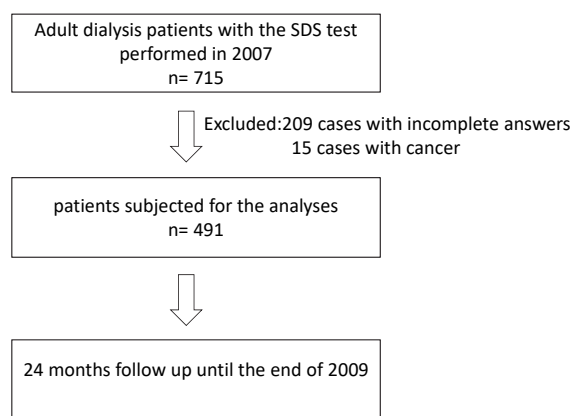 Adult dialysis patients with the SDS test
performed in 2007
n= 715
Excluded:209 cases with incomplete answers
15 cases with cancer
patients subjected for the analyses
n= 491
24 months follow up until the end of 2009